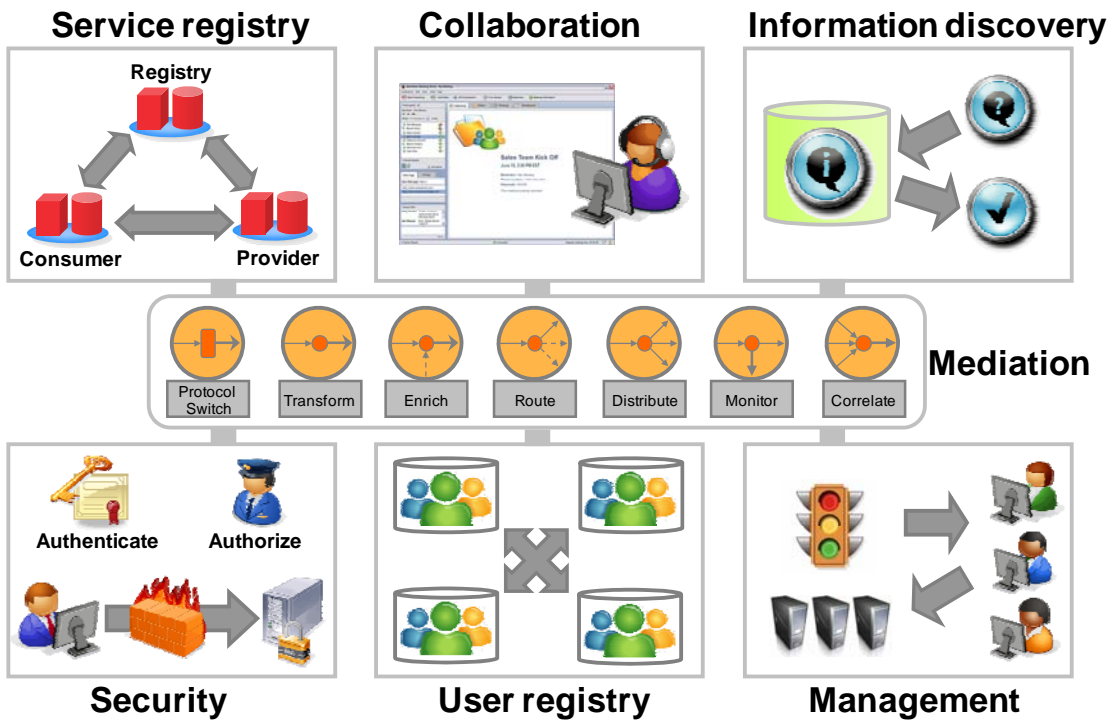 Service registry
Collaboration
Information discovery
Registry
Consumer
Provider
Sales Team Kick Off
Mediation
Protocol
Switch
Transform
Enrich
Route
Distribute
Monitor
Correlate
Authenticate
Authorize
Security
User registry
Management